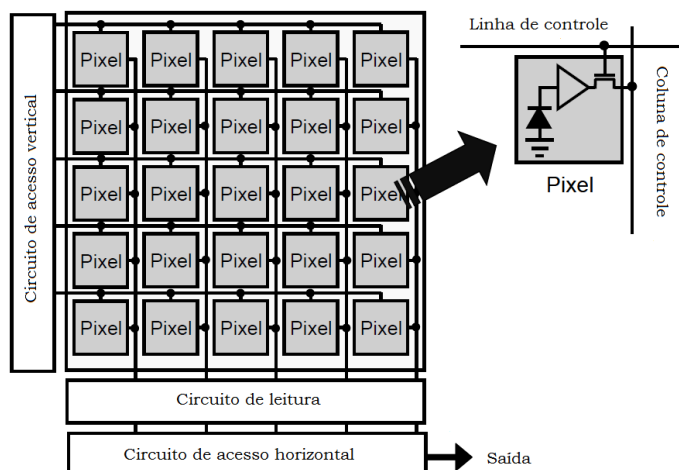 Linha de controle
Circuito de acesso vertical
Pixel Pixel Pixel Pixel Pixel
Pixel Pixel Pixel Pixel Pixel
Pixel Pixel Pixel Pixel Pixel
Pixel Pixel Pixel Pixel Pixel
Pixel Pixel Pixel Pixel Pixel
Coluna de controle
Pixel
Circuito de leitura
Circuito de acesso horizontal
Saída